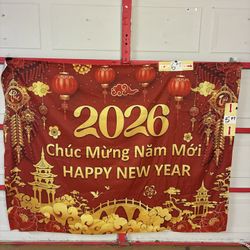 2026
Chúc Mừng Năm Mới
HAPPY NEW YEAR